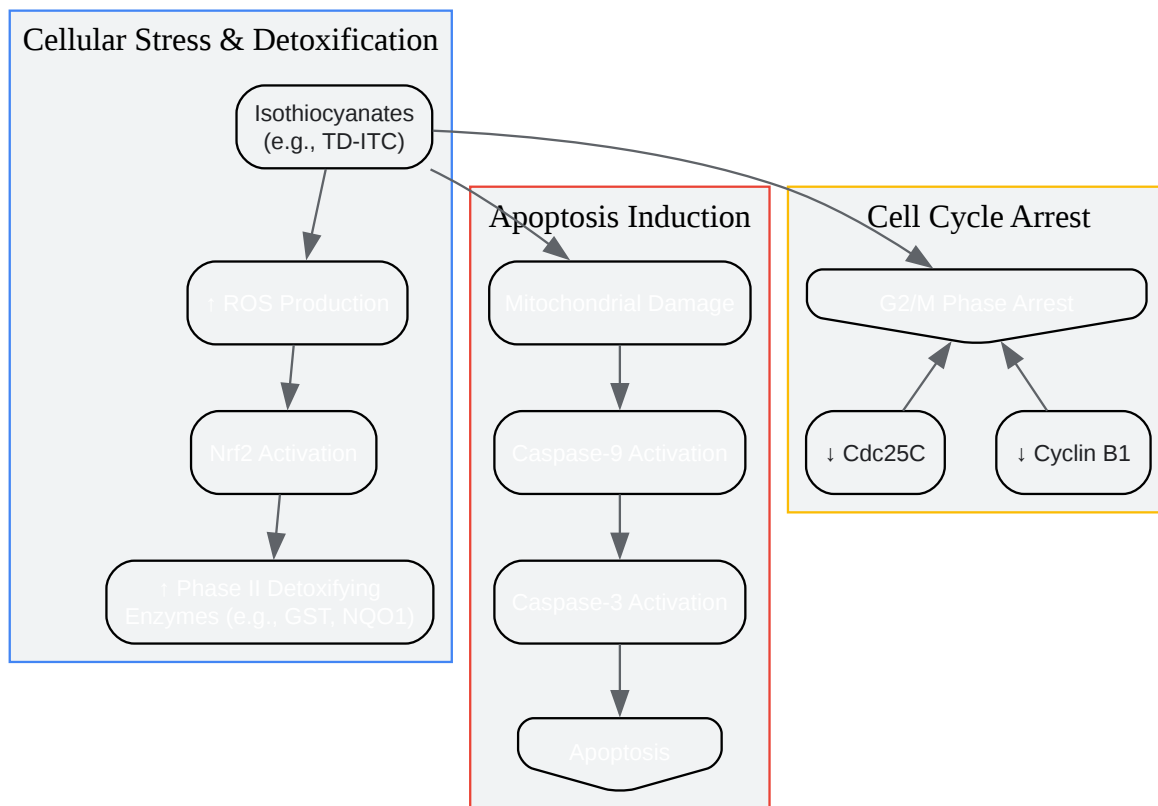 Cellular Stress & Detoxification
Isothiocyanates
(e.g., TD-ITC)
↑ ROS Production
Nrf2 Activation
↑ Phase II Detoxifying
Enzymes (e.g., GST, NQO1)
Apoptosis Induction
Mitochondrial Damage
Caspase-9 Activation
Caspase-3 Activation
Apoptosis
Cell Cycle Arrest
G2/M Phase Arrest
↓ Cdc25C
↓ Cyclin B1